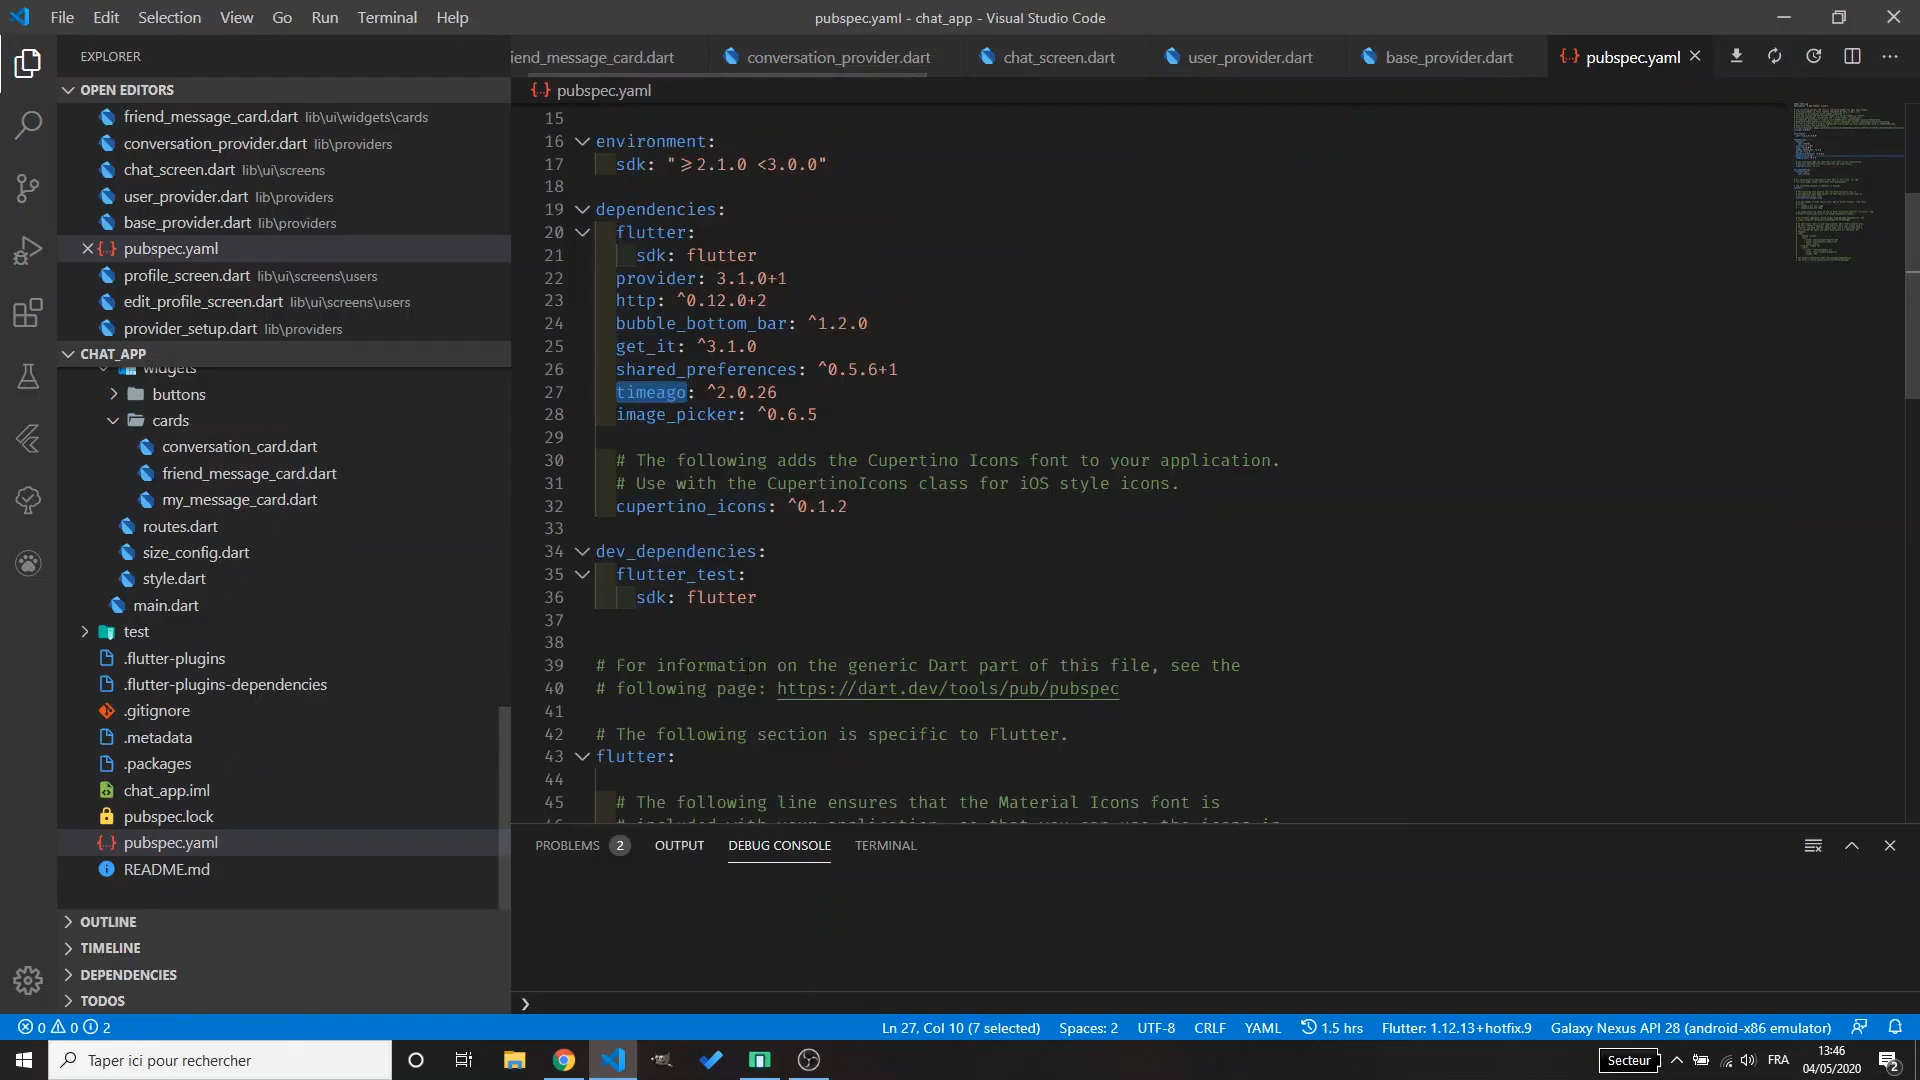 File Edit Selection View Go Run Terminal Help
pubspec.yaml - chat_app - Visual Studio Code
EXPLORER
iend_message_card.dart conversation_provider.dart chat_screen.dart user_provider.dart base_provider.dart pubspec.yaml
OPEN EDITORS
friend_message_card.dart lib\ui\widgets\cards
conversation_provider.dart lib\providers
chat_screen.dart lib\ui\screens
user_provider.dart lib\providers
base_provider.dart lib\providers
pubspec.yaml
profile_screen.dart lib\ui\screens\users
edit_profile_screen.dart lib\ui\screens\users
provider_setup.dart lib\providers
CHAT_APP
widgets
buttons
cards
conversation_card.dart
friend_message_card.dart
my_message_card.dart
routes.dart
size_config.dart
style.dart
main.dart
test
.flutter-plugins
.flutter-plugins-dependencies
.gitignore
.metadata
.packages
chat_app.iml
pubspec.lock
pubspec.yaml
README.md
OUTLINE
TIMELINE
DEPENDENCIES
TODOS
pubspec.yaml
15
16 environment:
17 sdk: ">=2.1.0 <3.0.0"
18
19 dependencies:
20 flutter:
21 sdk: flutter
22 provider: 3.1.0+1
23 http: ^0.12.0+2
24 bubble_bottom_bar: ^1.2.0
25 get_it: ^3.1.0
26 shared_preferences: ^0.5.6+1
27 timeago: ^2.0.26
28 image_picker: ^0.6.5
29
30 # The following adds the Cupertino Icons font to your application.
31 # Use with the CupertinoIcons class for iOS style icons.
32 cupertino_icons: ^0.1.2
33
34 dev_dependencies:
35 flutter_test:
36 sdk: flutter
37
38
39 # For information on the generic Dart part of this file, see the
40 # following page: https://dart.dev/tools/pub/pubspec
41
42 # The following section is specific to Flutter.
43 flutter:
44
45 # The following line ensures that the Material Icons font is
PROBLEMS 2 OUTPUT DEBUG CONSOLE TERMINAL
0 0 2 Ln 27, Col 10 (7 selected) Spaces: 2 UTF-8 CRLF YAML 1.5 hrs Flutter: 1.12.13+hotfix.9 Galaxy Nexus API 28 (android-x86 emulator)
Taper ici pour rechercher
Secteur FRA 13:46
04/05/2020 2